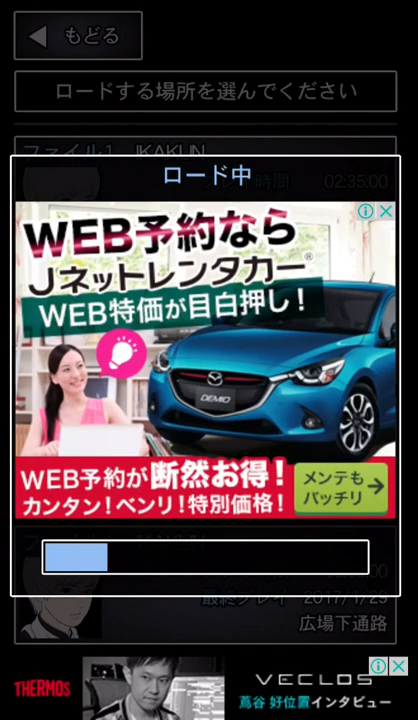 もどる
ロードする場所を選んでください
ファイル1
時間 02:35:00
ロード中
WEB予約なら
Jネットレンタカー®
WEB特価が目白押し！
DEMIO
WEB予約が断然お得！
カンタン！ベンリ！特別価格！
メンテも
バッチリ
最終プレイ 2017/1/29
広場下通路
THERMOS
VECLOS
蔦谷 好位置インタビュー